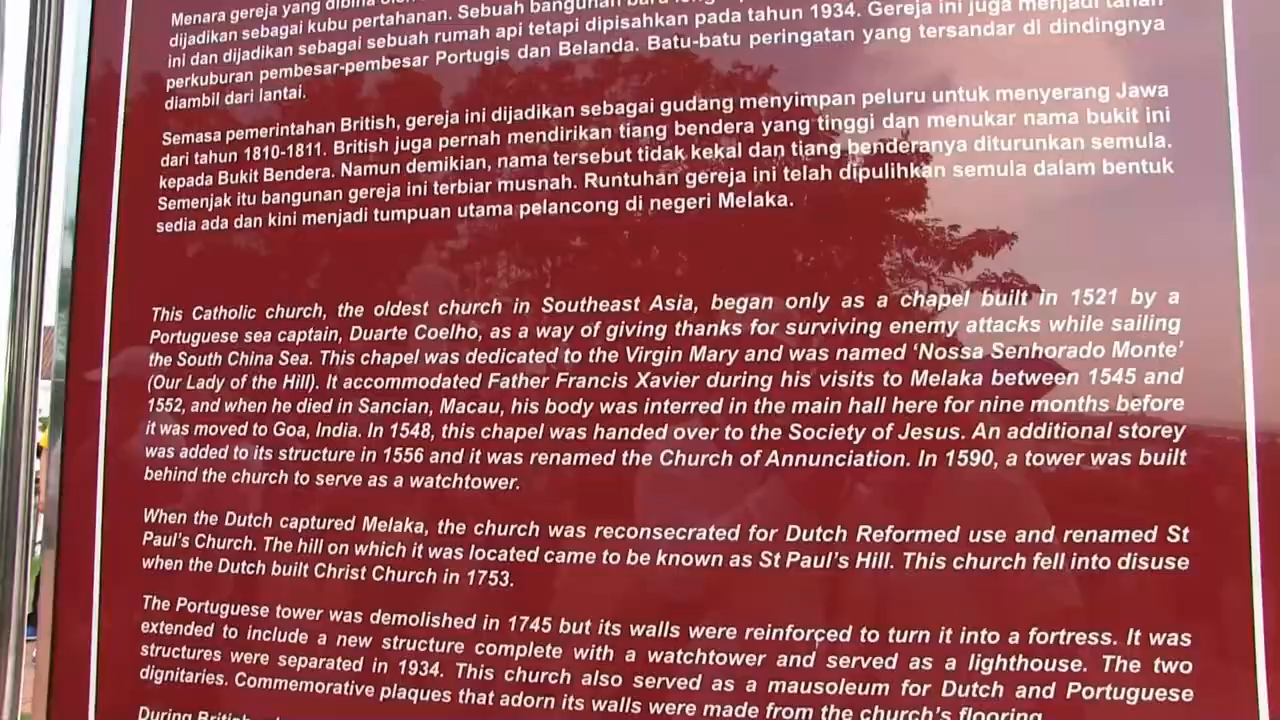 Menara gereja yang
dijadikan sebagai kubu pertahanan. Sebuah bangunan baru
ini dan dijadikan sebagai sebuah rumah api tetapi dipisahkan pada tahun 1934. Gereja ini juga menjadi tanah
perkuburan pembesar-pembesar Portugis dan Belanda. Batu-batu peringatan yang tersandar di dindingnya
diambil dari lantai.
Semasa pemerintahan British, gereja ini dijadikan sebagai gudang menyimpan peluru untuk menyerang Jawa
dari tahun 1810-1811. British juga pernah mendirikan tiang bendera yang tinggi dan menukar nama bukit ini
kepada Bukit Bendera. Namun demikian, nama tersebut tidak kekal dan tiang benderanya diturunkan semula.
Semenjak itu bangunan gereja ini terbiar musnah. Runtuhan gereja ini telah dipulihkan semula dalam bentuk
sedia ada dan kini menjadi tumpuan utama pelancong di negeri Melaka.
This Catholic church, the oldest church in Southeast Asia, began only as a chapel built in 1521 by a
Portuguese sea captain, Duarte Coelho, as a way of giving thanks for surviving enemy attacks while sailing
the South China Sea. This chapel was dedicated to the Virgin Mary and was named ‘Nossa Senhorado Monte’
(Our Lady of the Hill). It accommodated Father Francis Xavier during his visits to Melaka between 1545 and
1552, and when he died in Sancian, Macau, his body was interred in the main hall here for nine months before
it was moved to Goa, India. In 1548, this chapel was handed over to the Society of Jesus. An additional storey
was added to its structure in 1556 and it was renamed the Church of Annunciation. In 1590, a tower was built
behind the church to serve as a watchtower.
When the Dutch captured Melaka, the church was reconsecrated for Dutch Reformed use and renamed St
Paul’s Church. The hill on which it was located came to be known as St Paul’s Hill. This church fell into disuse
when the Dutch built Christ Church in 1753.
The Portuguese tower was demolished in 1745 but its walls were reinforced to turn it into a fortress. It was
extended to include a new structure complete with a watchtower and served as a lighthouse. The two
structures were separated in 1934. This church also served as a mausoleum for Dutch and Portuguese
dignitaries. Commemorative plaques that adorn its walls were made from the church’s flooring.
During